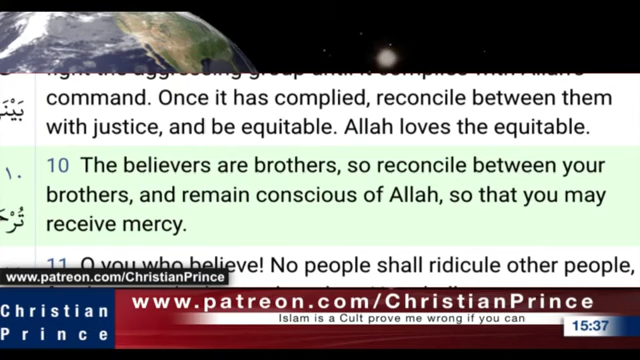 command. Once it has complied, reconcile between them
with justice, and be equitable. Allah loves the equitable.
١٠
10 The believers are brothers, so reconcile between your
brothers, and remain conscious of Allah, so that you may
receive mercy.
11 O you who believe! No people shall ridicule other people,
www.patreon.com/ChristianPrince
Christian
Prince
www.patreon.com/ChristianPrince
Islam is a Cult prove me wrong if you can
15:37